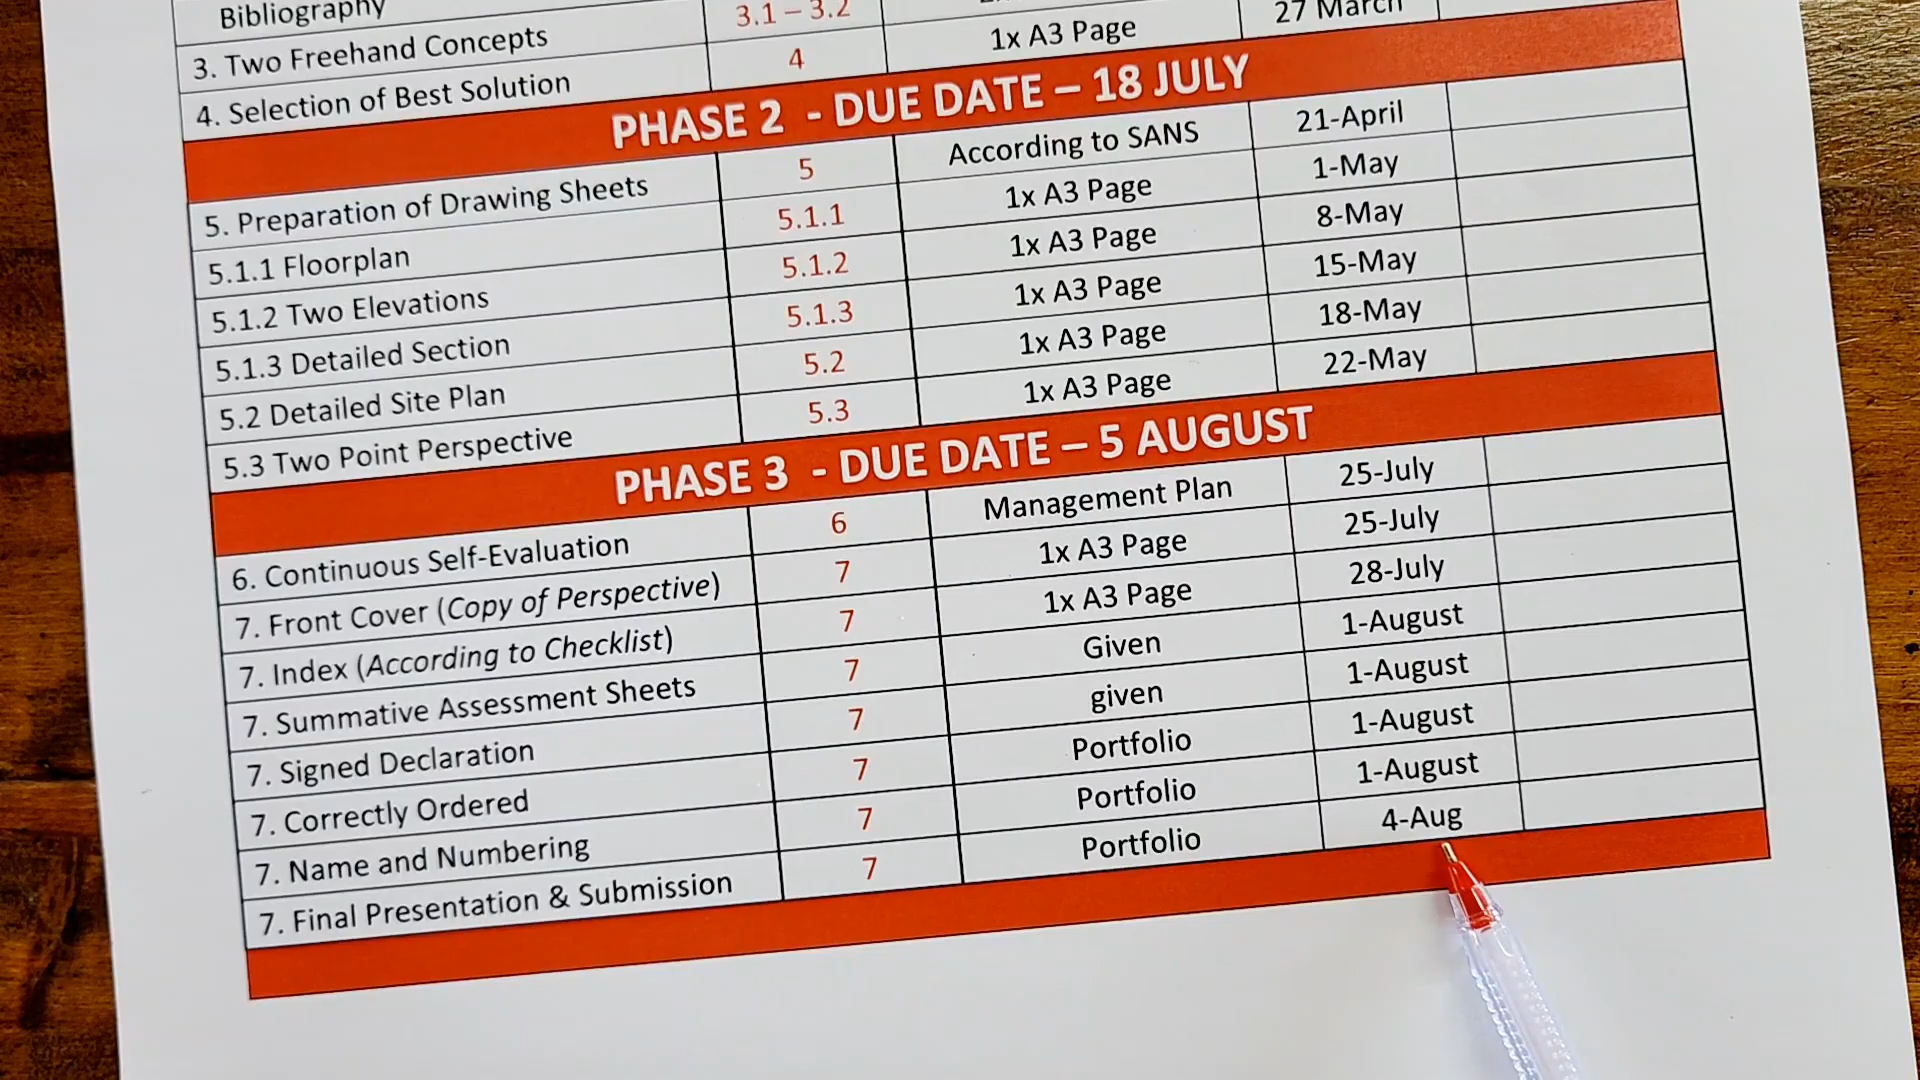 Bibliography 3.1 – 3.2
3. Two Freehand Concepts 4 1x A3 Page 27 March
4. Selection of Best Solution
PHASE 2 - DUE DATE – 18 JULY
5. Preparation of Drawing Sheets 5 According to SANS 21-April
5.1.1 Floorplan 5.1.1 1x A3 Page 1-May
5.1.2 Two Elevations 5.1.2 1x A3 Page 8-May
5.1.3 Detailed Section 5.1.3 1x A3 Page 15-May
5.2 Detailed Site Plan 5.2 1x A3 Page 18-May
5.3 Two Point Perspective 5.3 1x A3 Page 22-May
PHASE 3 - DUE DATE – 5 AUGUST
6. Continuous Self-Evaluation 6 Management Plan 25-July
7. Front Cover (Copy of Perspective) 7 1x A3 Page 25-July
7. Index (According to Checklist) 7 1x A3 Page 28-July
7. Summative Assessment Sheets 7 Given 1-August
7. Signed Declaration 7 given 1-August
7. Correctly Ordered 7 Portfolio 1-August
7. Name and Numbering 7 Portfolio 1-August
7. Final Presentation & Submission 7 Portfolio 4-Aug